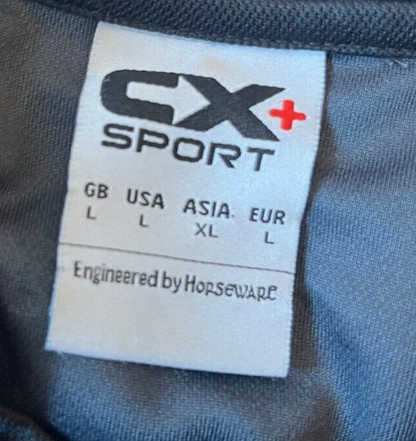 CX+
SPORT
GB USA ASIA EUR
L L XL L
Engineered by Horseware